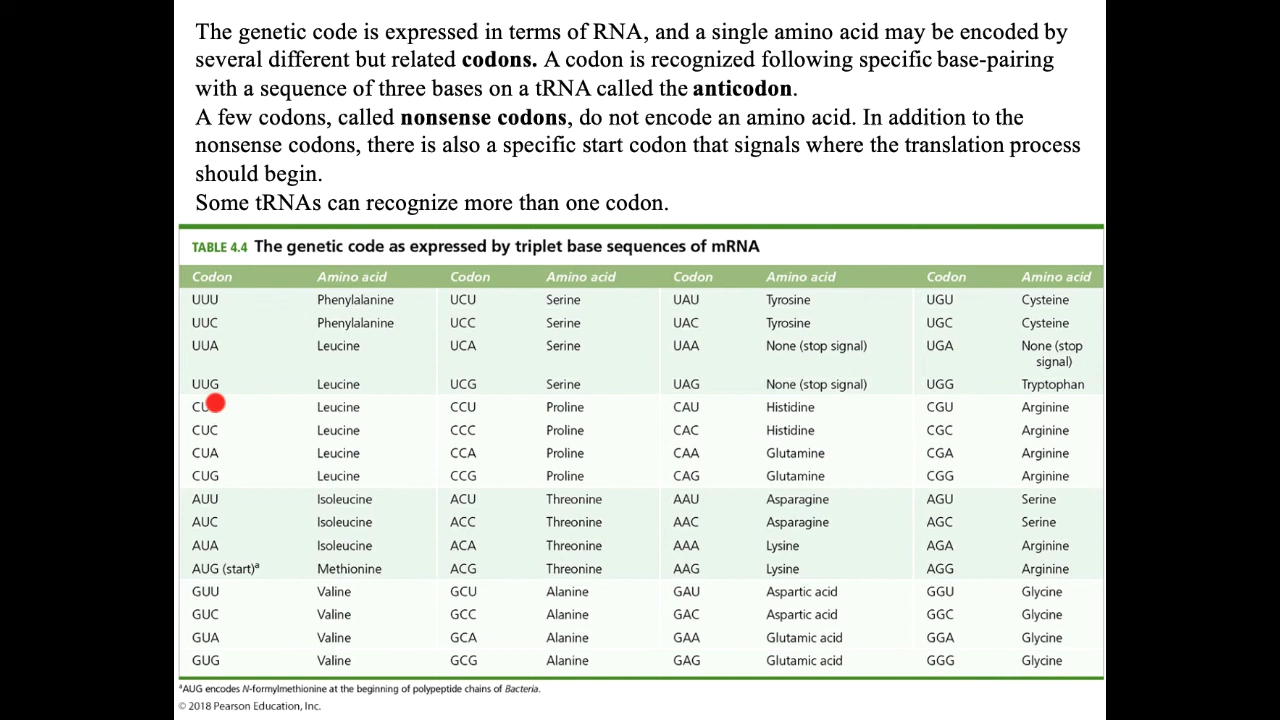 The genetic code is expressed in terms of RNA, and a single amino acid may be encoded by
several different but related codons. A codon is recognized following specific base-pairing
with a sequence of three bases on a tRNA called the anticodon.
A few codons, called nonsense codons, do not encode an amino acid. In addition to the
nonsense codons, there is also a specific start codon that signals where the translation process
should begin.
Some tRNAs can recognize more than one codon.
TABLE 4.4 The genetic code as expressed by triplet base sequences of mRNA
Codon Amino acid Codon Amino acid Codon Amino acid Codon Amino acid
UUU Phenylalanine UCU Serine UAU Tyrosine UGU Cysteine
UUC Phenylalanine UCC Serine UAC Tyrosine UGC Cysteine
UUA Leucine UCA Serine UAA None (stop signal) UGA None (stop
signal)
UUG Leucine UCG Serine UAG None (stop signal) UGG Tryptophan
Leucine CCU Proline CAU Histidine CGU Arginine
CUC Leucine CCC Proline CAC Histidine CGC Arginine
CUA Leucine CCA Proline CAA Glutamine CGA Arginine
CUG Leucine CCG Proline CAG Glutamine CGG Arginine
AUU Isoleucine ACU Threonine AAU Asparagine AGU Serine
AUC Isoleucine ACC Threonine AAC Asparagine AGC Serine
AUA Isoleucine ACA Threonine AAA Lysine AGA Arginine
AUG (start)ᵃ Methionine ACG Threonine AAG Lysine AGG Arginine
GUU Valine GCU Alanine GAU Aspartic acid GGU Glycine
GUC Valine GCC Alanine GAC Aspartic acid GGC Glycine
GUA Valine GCA Alanine GAA Glutamic acid GGA Glycine
GUG Valine GCG Alanine GAG Glutamic acid GGG Glycine
ᵃAUG encodes N-formylmethionine at the beginning of polypeptide chains of Bacteria.
© 2018 Pearson Education, Inc.